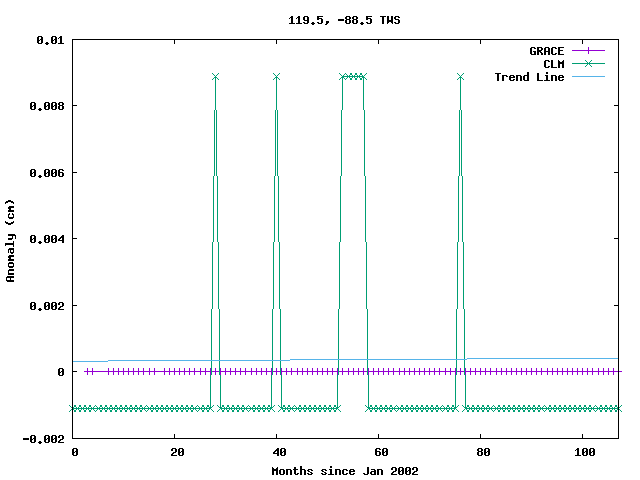 119.5, -88.5 TWS
0.01
GRACE
CLM
Trend Line
0.008
0.006
0.004
0.002
0
-0.002
Anomaly (cm)
0 20 40 60 80 100
Months since Jan 2002